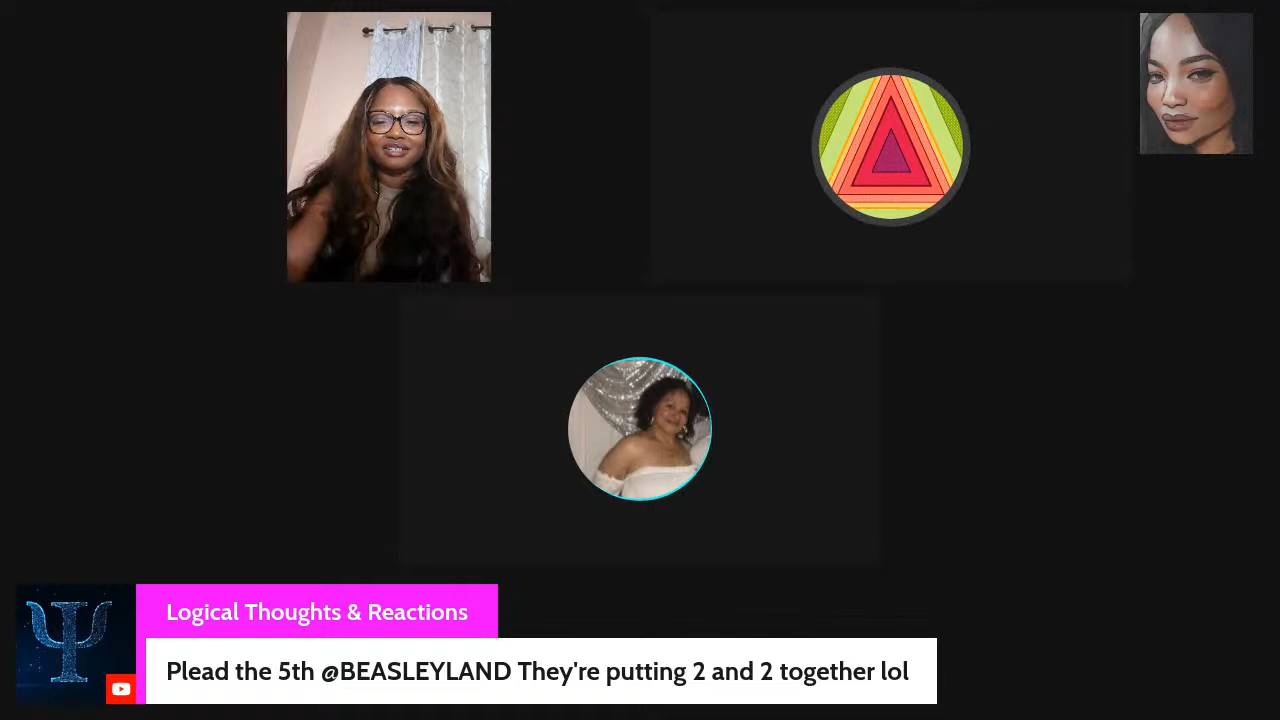 Logical Thoughts & Reactions
Plead the 5th @BEASLEYLAND They're putting 2 and 2 together lol